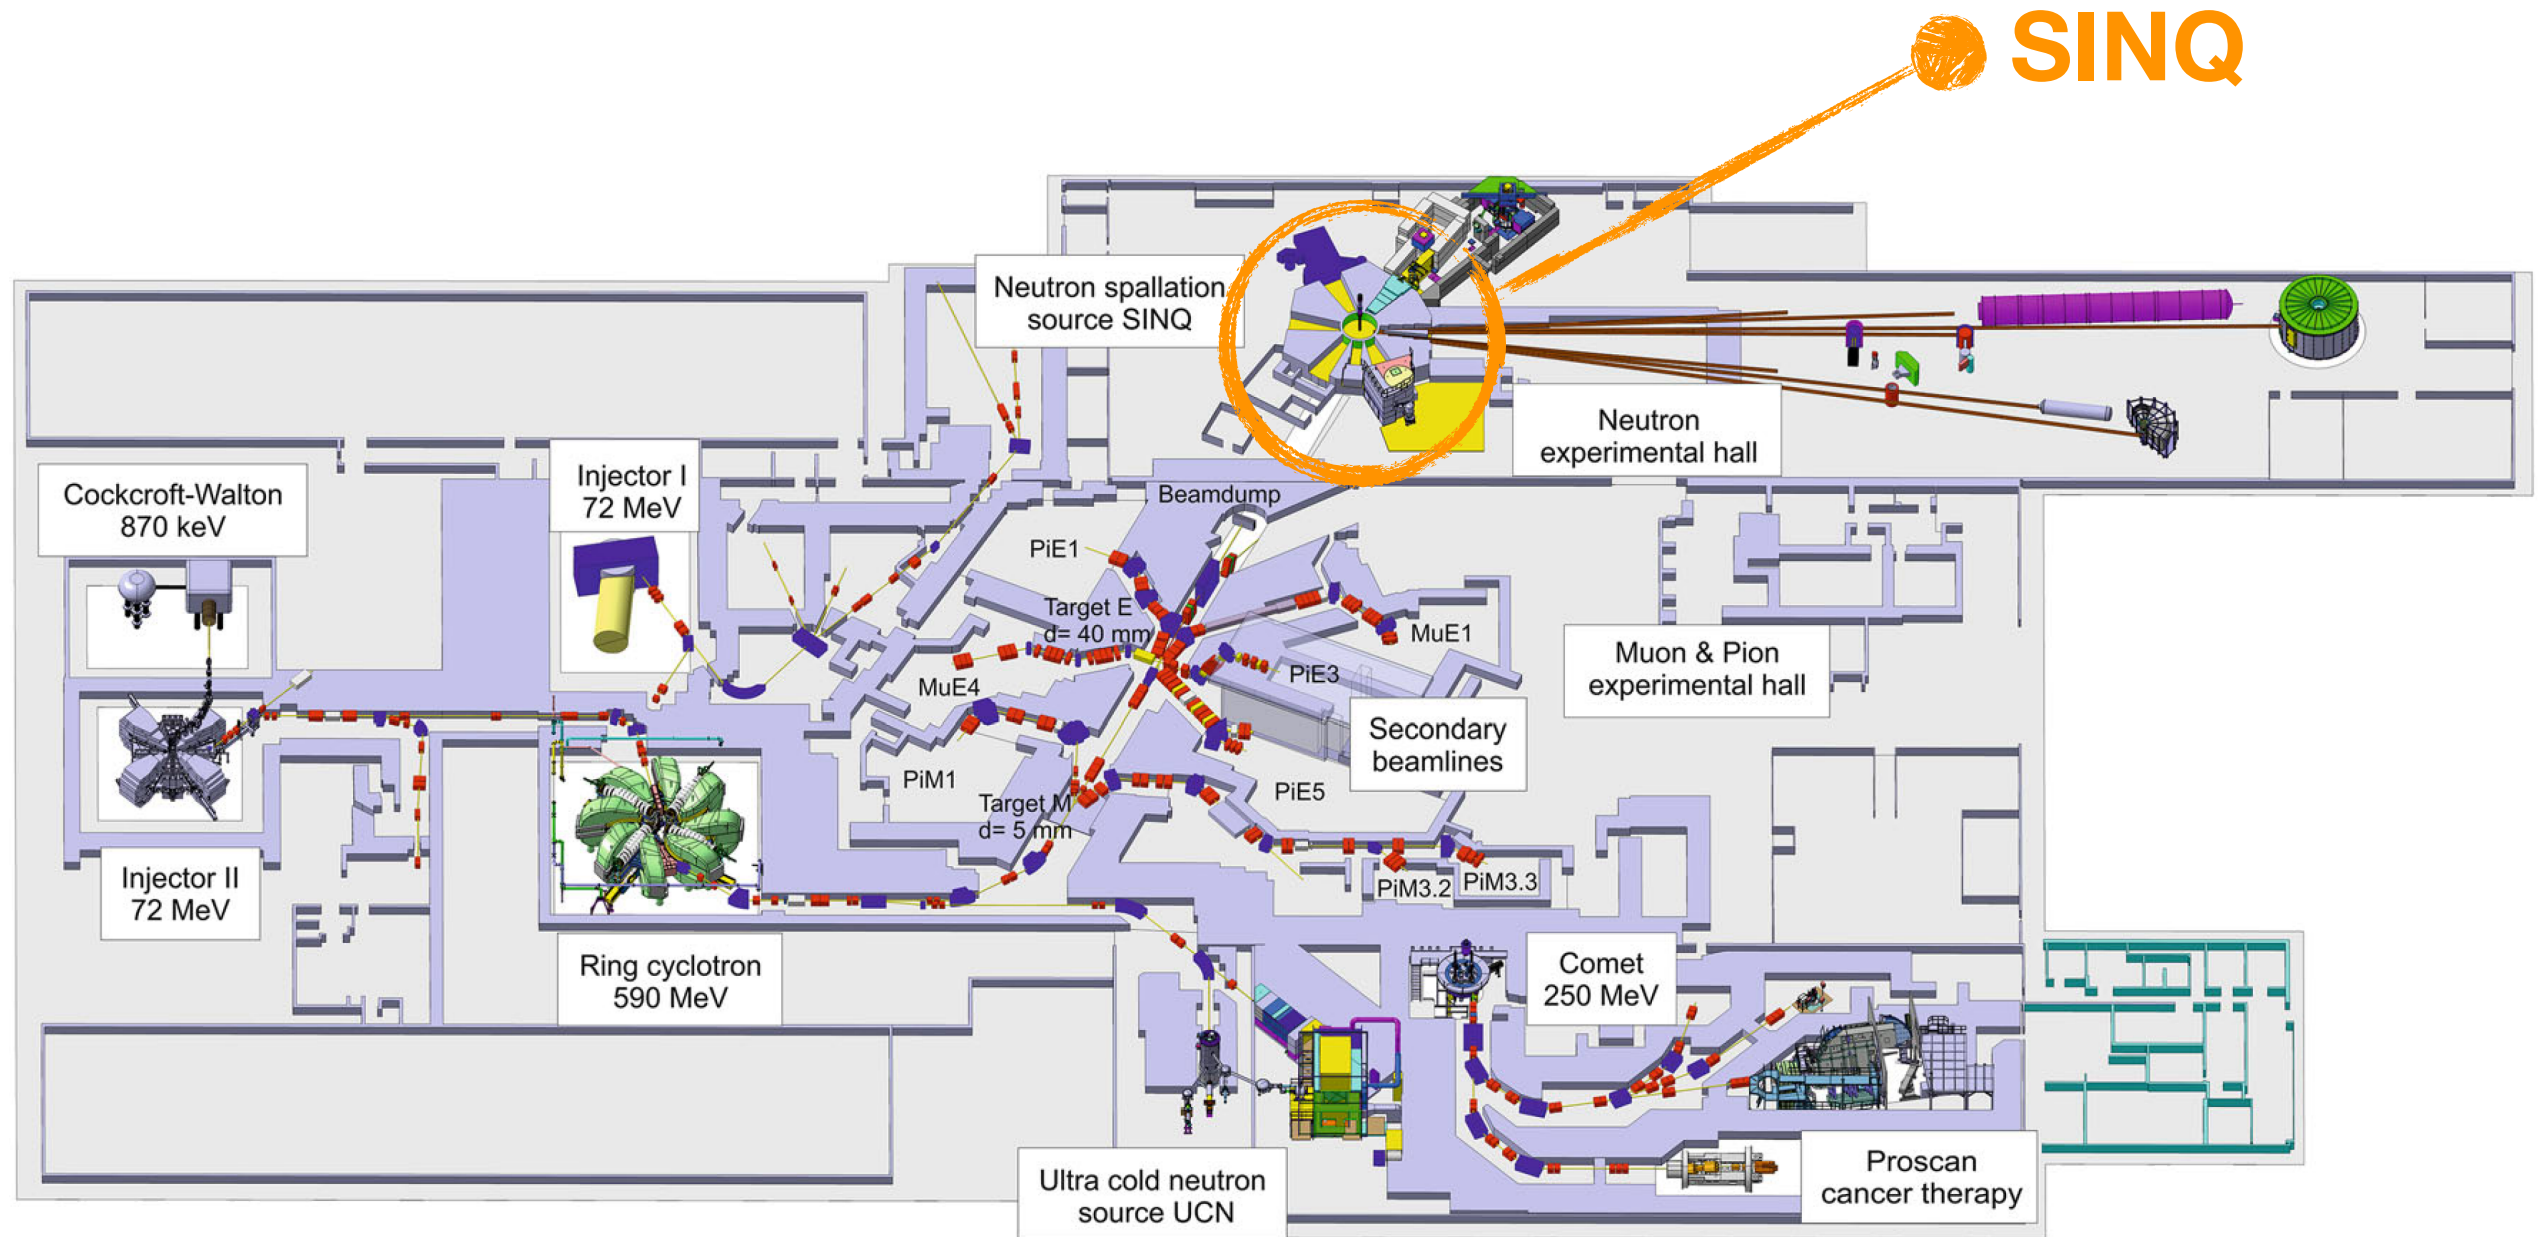 SINQ
Neutron spallation
source SINQ
Neutron
experimental hall
Cockcroft-Walton
870 keV
Injector I
72 MeV
Beamdump
PiE1
Target E
d= 40 mm
MuE1
PiE3
MuE4
Muon & Pion
experimental hall
Secondary
beamlines
PiM1
Target M
d= 5 mm
PiE5
PiM3.2
PiM3.3
Injector II
72 MeV
Ring cyclotron
590 MeV
Comet
250 MeV
Ultra cold neutron
source UCN
Proscan
cancer therapy